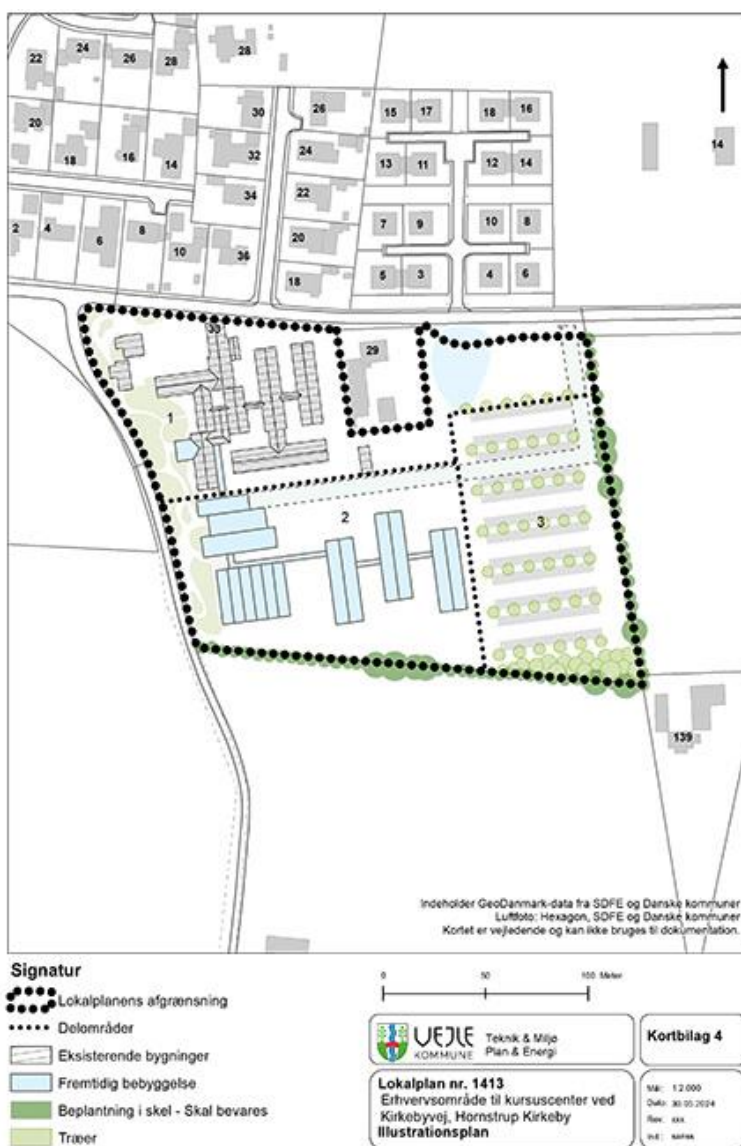 28
24
22
26
28
30
26
15
17
18
16
20
14
32
24
18
16
14
13
11
12
14
34
22
7
9
10
8
2
4
6
8
20
10
36
5
3
4
6
18
33
29
1
2
3
139
Indeholder GeoDanmark-data fra SDFE og Danske kommuner
Luftfoto: Hexagon, SDFE og Danske kommuner
Kortet er vejledende og kan ikke bruges til dokumentation.
Signatur
Lokalplanens afgrænsning
Delområder
Eksisterende bygninger
Fremtidig bebyggelse
Beplantning i skel - Skal bevares
Træer
0 50 100 Meter
VEJLE
KOMMUNE
Teknik & Miljø
Plan & Energi
Kortbilag 4
Lokalplan nr. 1413
Erhvervsområde til kursuscenter ved
Kirkebyvej, Hornstrup Kirkeby
Illustrationsplan
Mål: 1:2.000
Dato: 30.05.2024
Rev.: xxx
Init.: